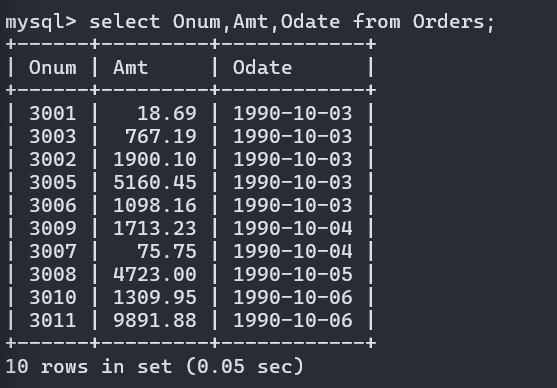 mysql> select Onum,Amt,Odate from Orders;
+------+---------+------------+
| Onum | Amt     | Odate      |
+------+---------+------------+
| 3001 |   18.69 | 1990-10-03 |
| 3003 |  767.19 | 1990-10-03 |
| 3002 | 1900.10 | 1990-10-03 |
| 3005 | 5160.45 | 1990-10-03 |
| 3006 | 1098.16 | 1990-10-03 |
| 3009 | 1713.23 | 1990-10-04 |
| 3007 |   75.75 | 1990-10-04 |
| 3008 | 4723.00 | 1990-10-05 |
| 3010 | 1309.95 | 1990-10-06 |
| 3011 | 9891.88 | 1990-10-06 |
+------+---------+------------+
10 rows in set (0.05 sec)